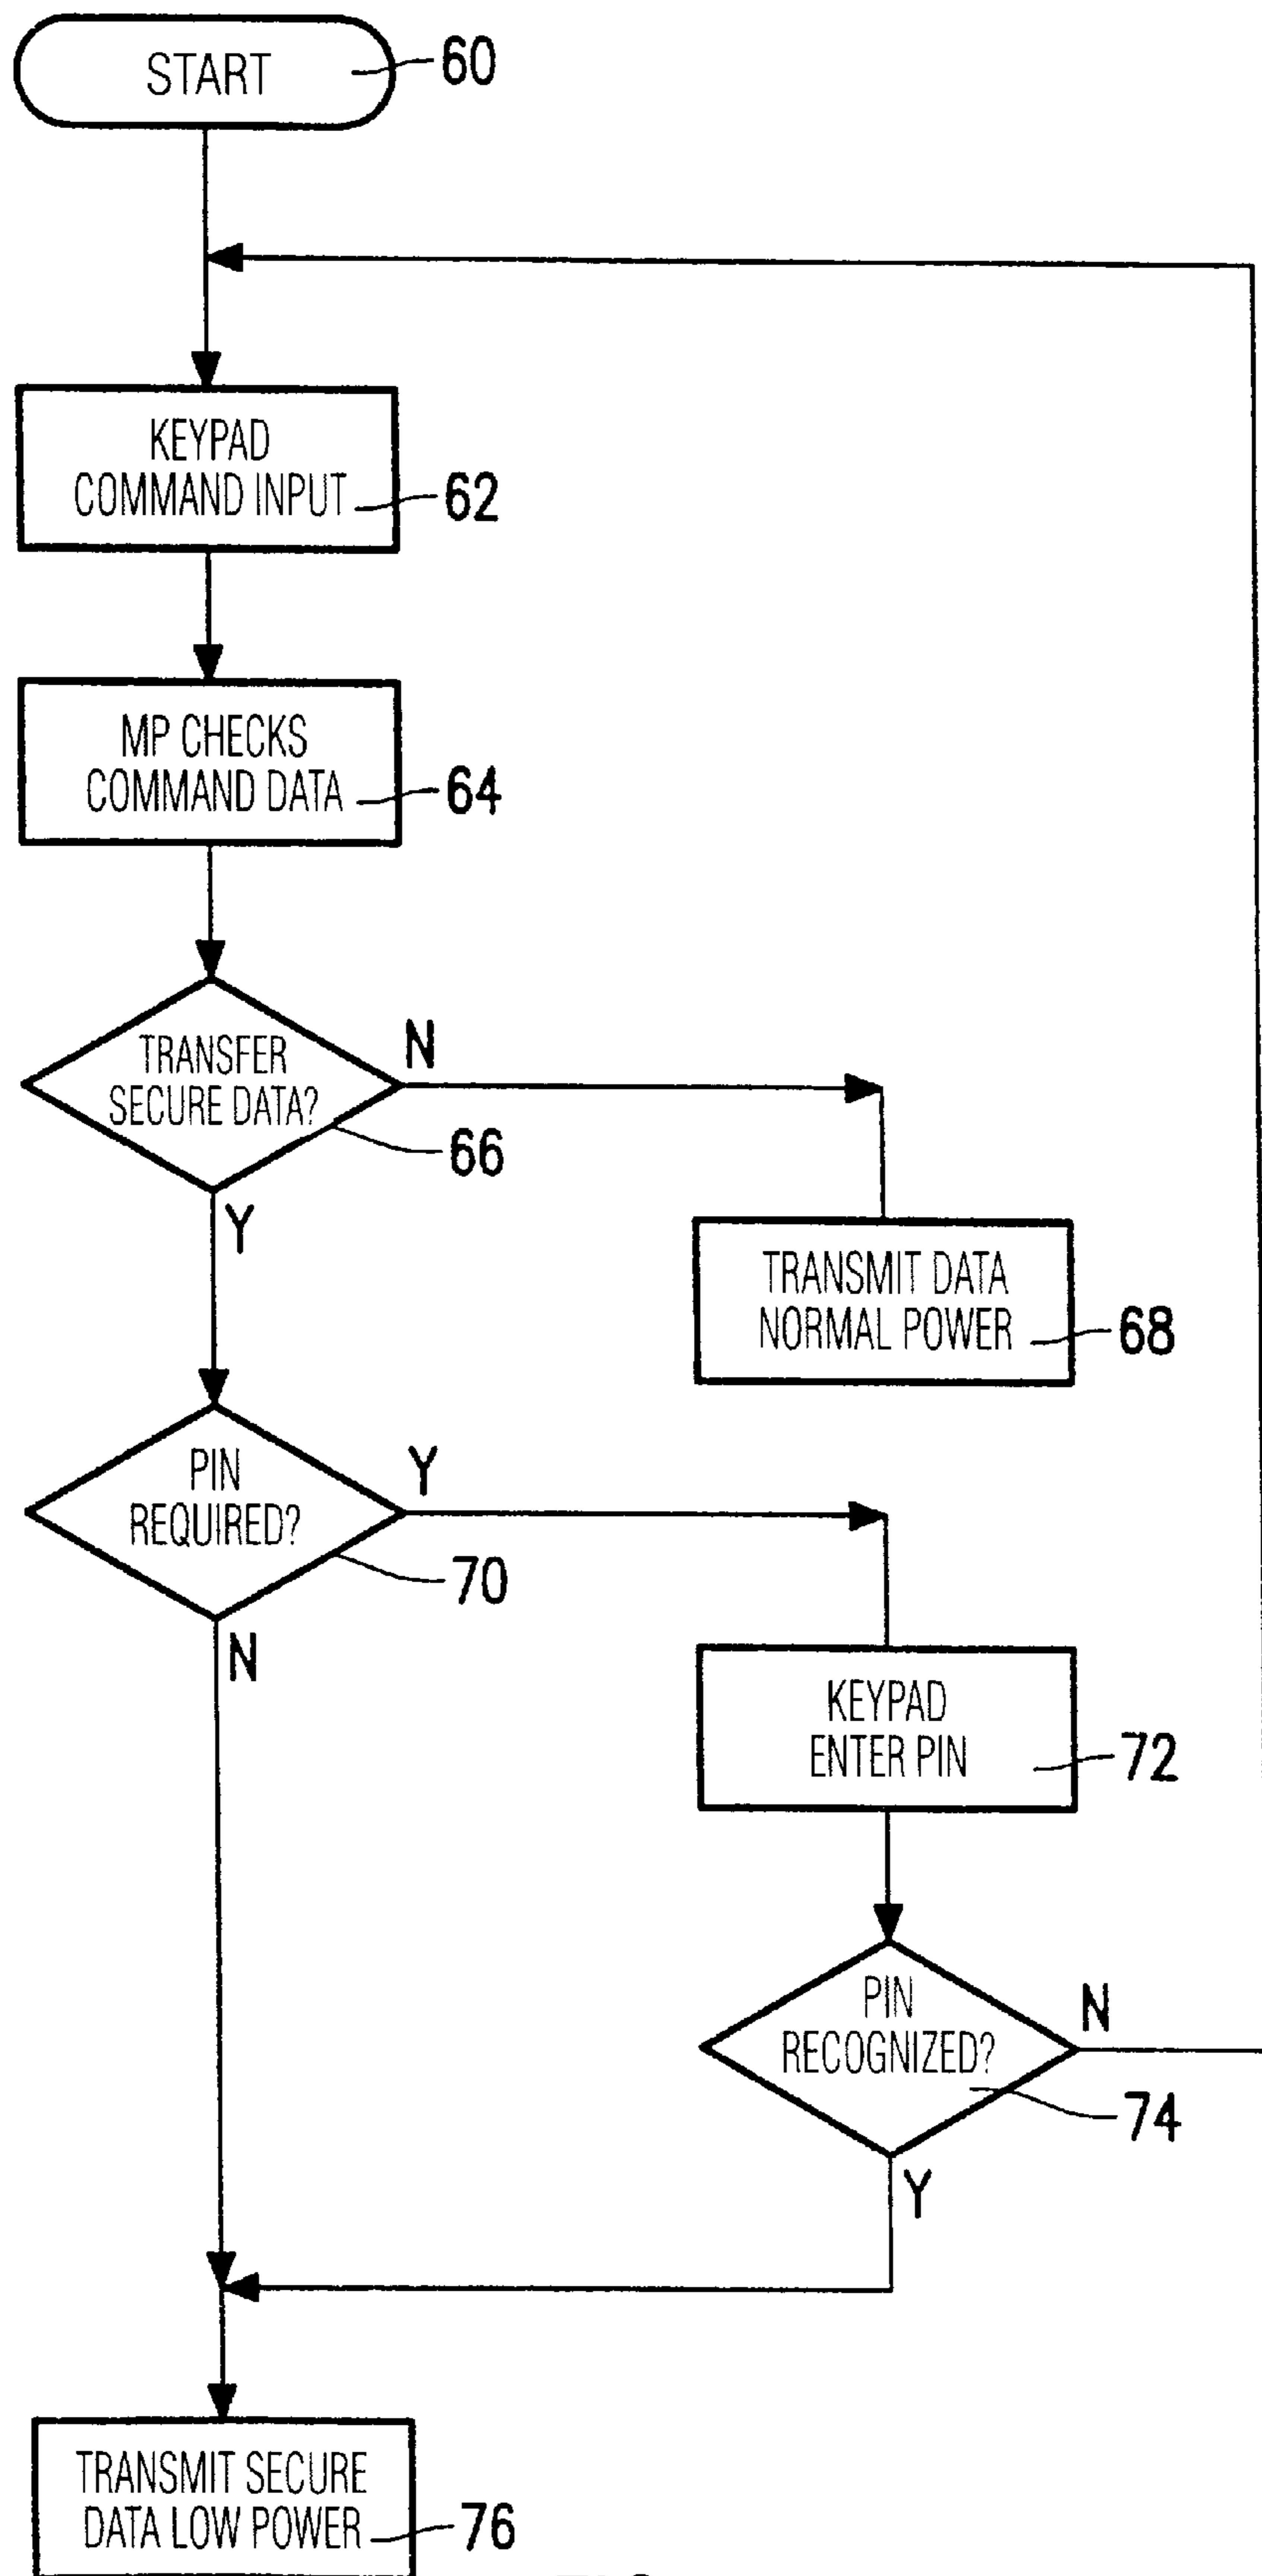 START
60
KEYPAD
COMMAND INPUT
62
MP CHECKS
COMMAND DATA
64
TRANSFER
SECURE DATA?
N
66
Y
TRANSMIT DATA
NORMAL POWER
68
PIN
REQUIRED?
Y
70
N
KEYPAD
ENTER PIN
72
PIN
RECOGNIZED?
N
74
Y
TRANSMIT SECURE
DATA LOW POWER
76